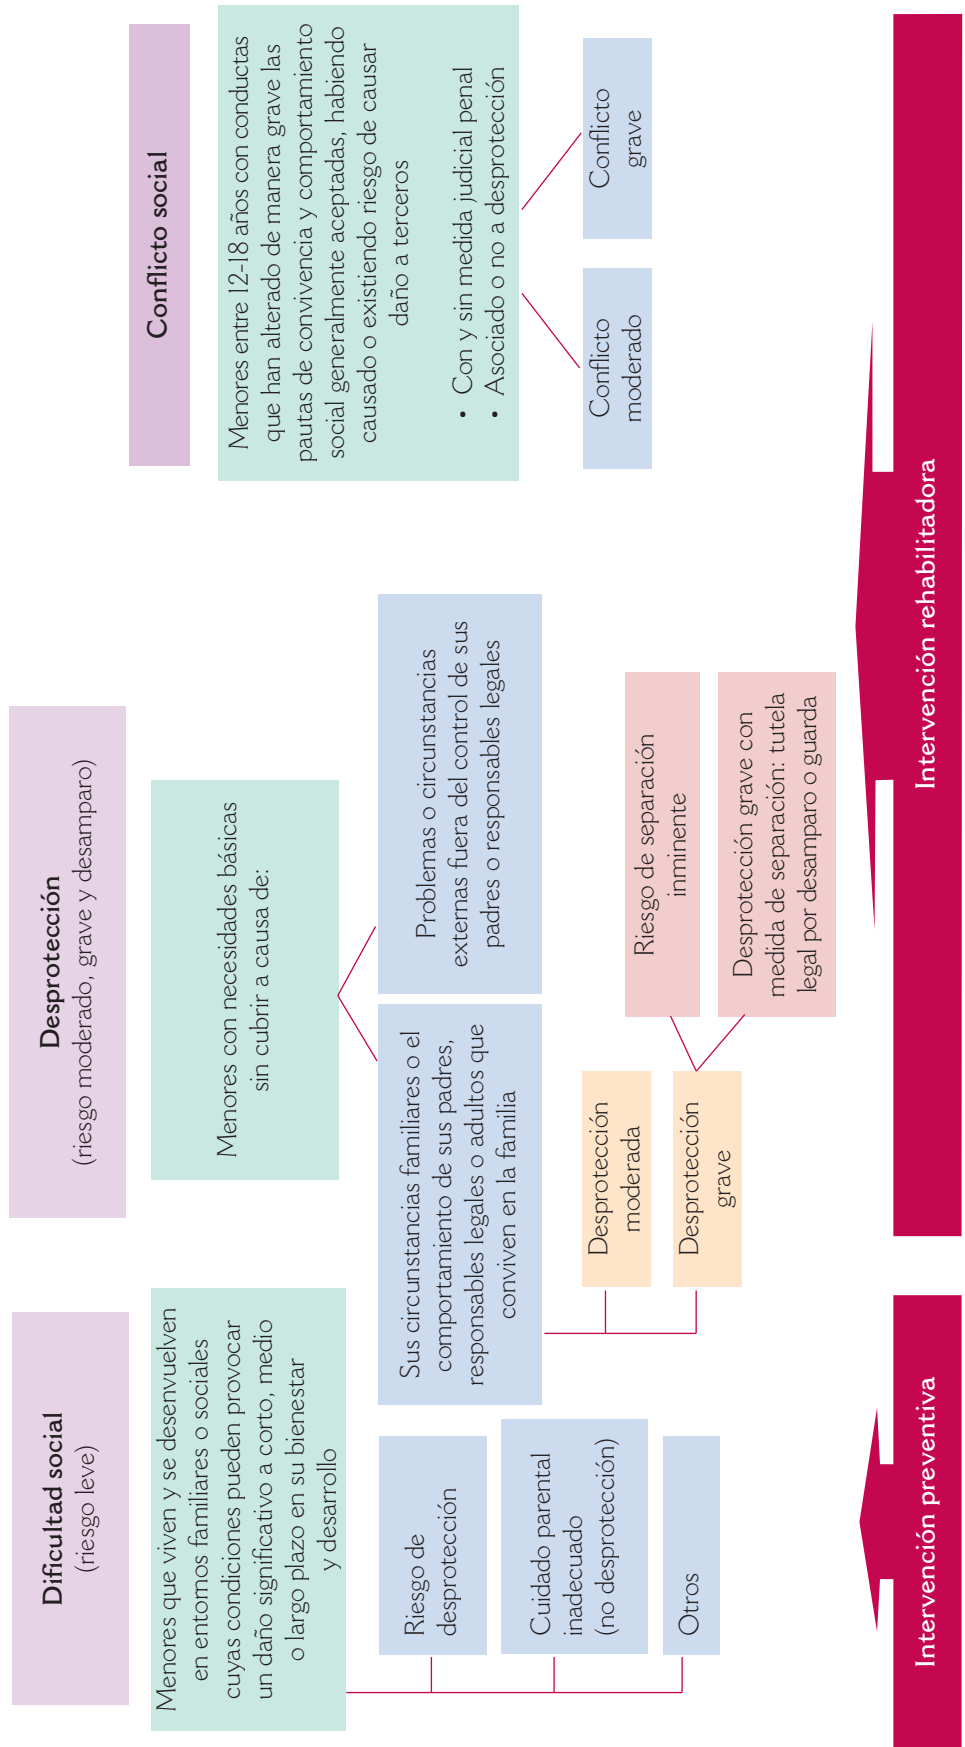 Dificultad social
(riesgo leve)
Menores que viven y se desenvuelven
en entornos familiares o sociales
cuyas condiciones pueden provocar
un daño significativo a corto, medio
o largo plazo en su bienestar
y desarrollo
Riesgo de
desprotección
Cuidado parental
inadecuado
(no desprotección)
Otros
Desprotección
(riesgo moderado, grave y desamparo)
Menores con necesidades básicas
sin cubrir a causa de:
Sus circunstancias familiares o el
comportamiento de sus padres,
responsables legales o adultos que
conviven en la familia
Problemas o circunstancias
externas fuera del control de sus
padres o responsables legales
Desprotección
moderada
Desprotección
grave
Riesgo de separación
inminente
Desprotección grave con
medida de separación: tutela
legal por desamparo o guarda
Conflicto social
Menores entre 12-18 años con conductas
que han alterado de manera grave las
pautas de convivencia y comportamiento
social generalmente aceptadas, habiendo
causado o existiendo riesgo de causar
daño a terceros
• Con y sin medida judicial penal
• Asociado o no a desprotección
Conflicto
moderado
Conflicto
grave
Intervención preventiva
Intervención rehabilitadora